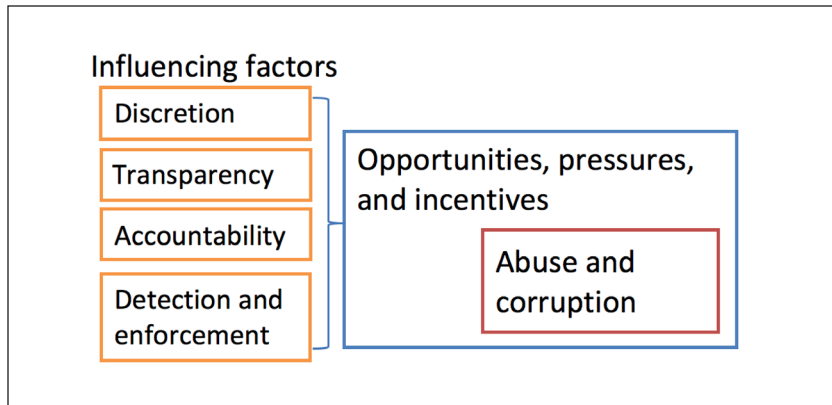 Influencing factors
Discretion
Transparency
Accountability
Detection and
enforcement
Opportunities, pressures,
and incentives
Abuse and
corruption